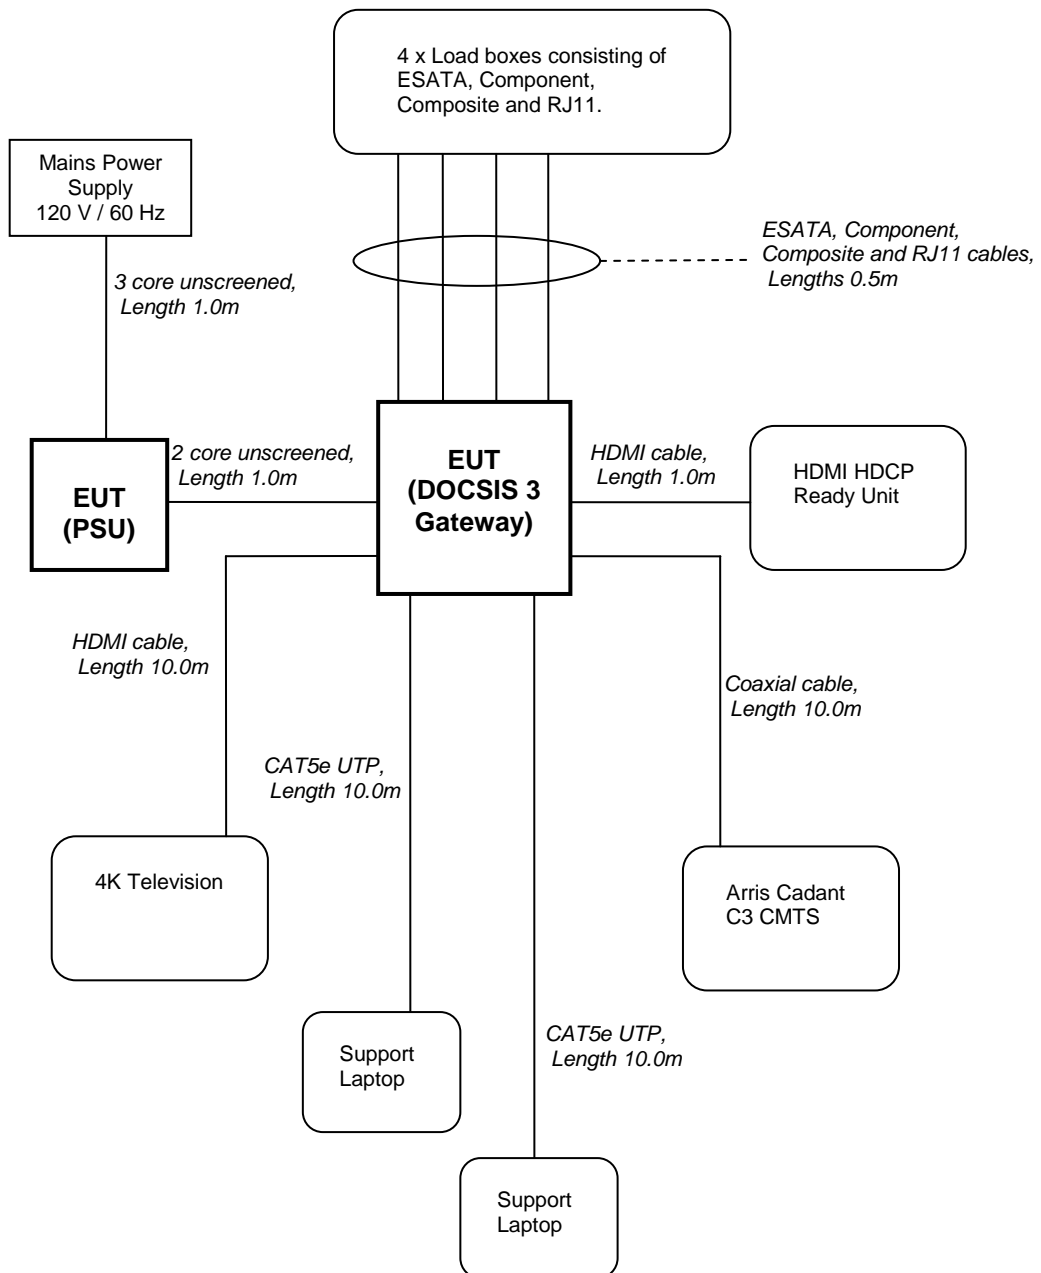 4 x Load boxes consisting of
ESATA, Component,
Composite and RJ11.
Mains Power
Supply
120 V / 60 Hz
ESATA, Component,
Composite and RJ11 cables,
Lengths 0.5m
3 core unscreened,
Length 1.0m
2 core unscreened,
Length 1.0m
EUT
(DOCSIS 3
Gateway)
HDMI cable,
Length 1.0m
HDMI HDCP
Ready Unit
EUT
(PSU)
HDMI cable,
Length 10.0m
Coaxial cable,
Length 10.0m
CAT5e UTP,
Length 10.0m
4K Television
Arris Cadant
C3 CMTS
Support
Laptop
CAT5e UTP,
Length 10.0m
Support
Laptop